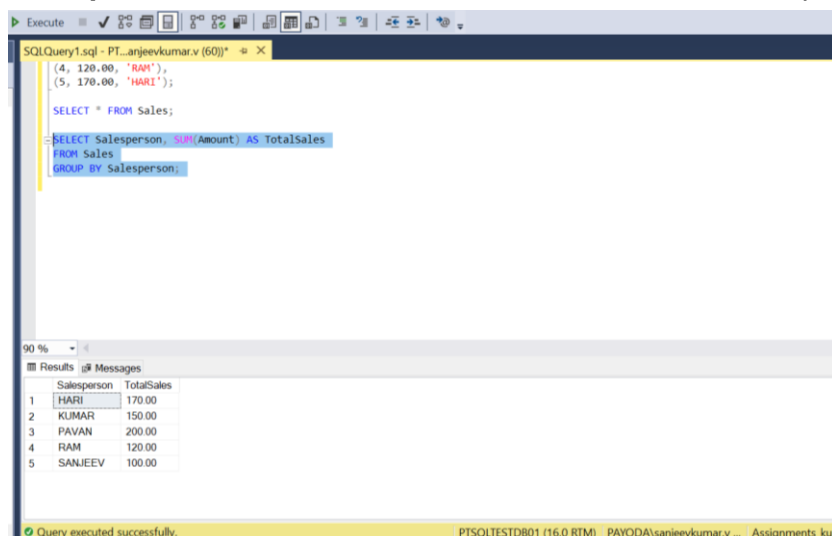 Execute
SQLQuery1.sql - PT...anjeevkumar.v (60))*
(4, 120.00, 'RAM'),
(5, 170.00, 'HARI');
SELECT * FROM Sales;
SELECT Salesperson, SUM(Amount) AS TotalSales
FROM Sales
GROUP BY Salesperson;
90 %
Results Messages
Salesperson TotalSales
1 HARI 170.00
2 KUMAR 150.00
3 PAVAN 200.00
4 RAM 120.00
5 SANJEEV 100.00
Query executed successfully. PTSQLTESTDB01 (16.0 RTM) PAYODA\sanjeevkumar.v ... Assignments_ku